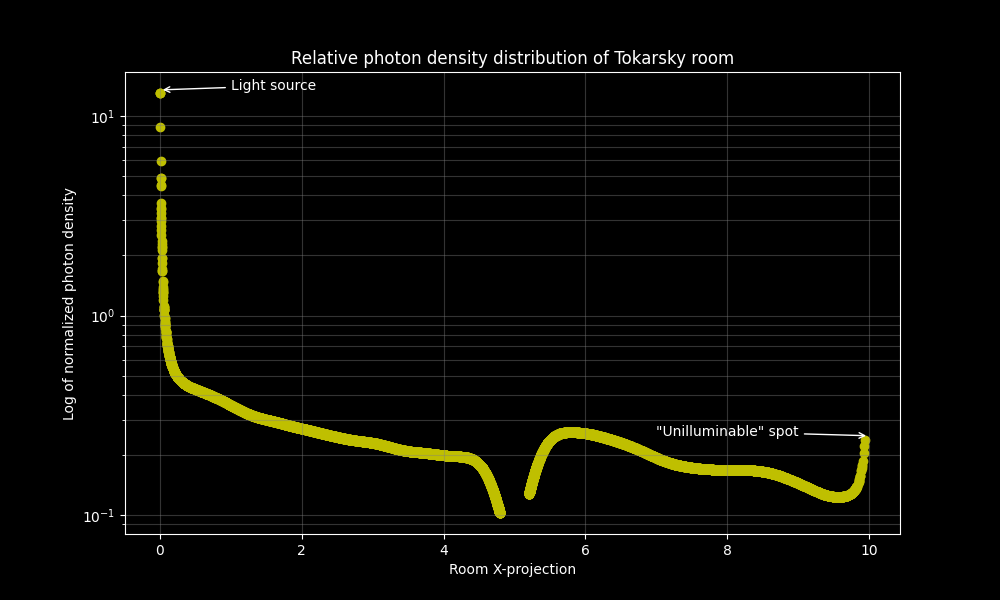 Relative photon density distribution of Tokarsky room
Light source
10¹
Log of normalized photon density
10⁰
"Unilluminable" spot
10⁻¹
0 2 4 6 8 10
Room X-projection